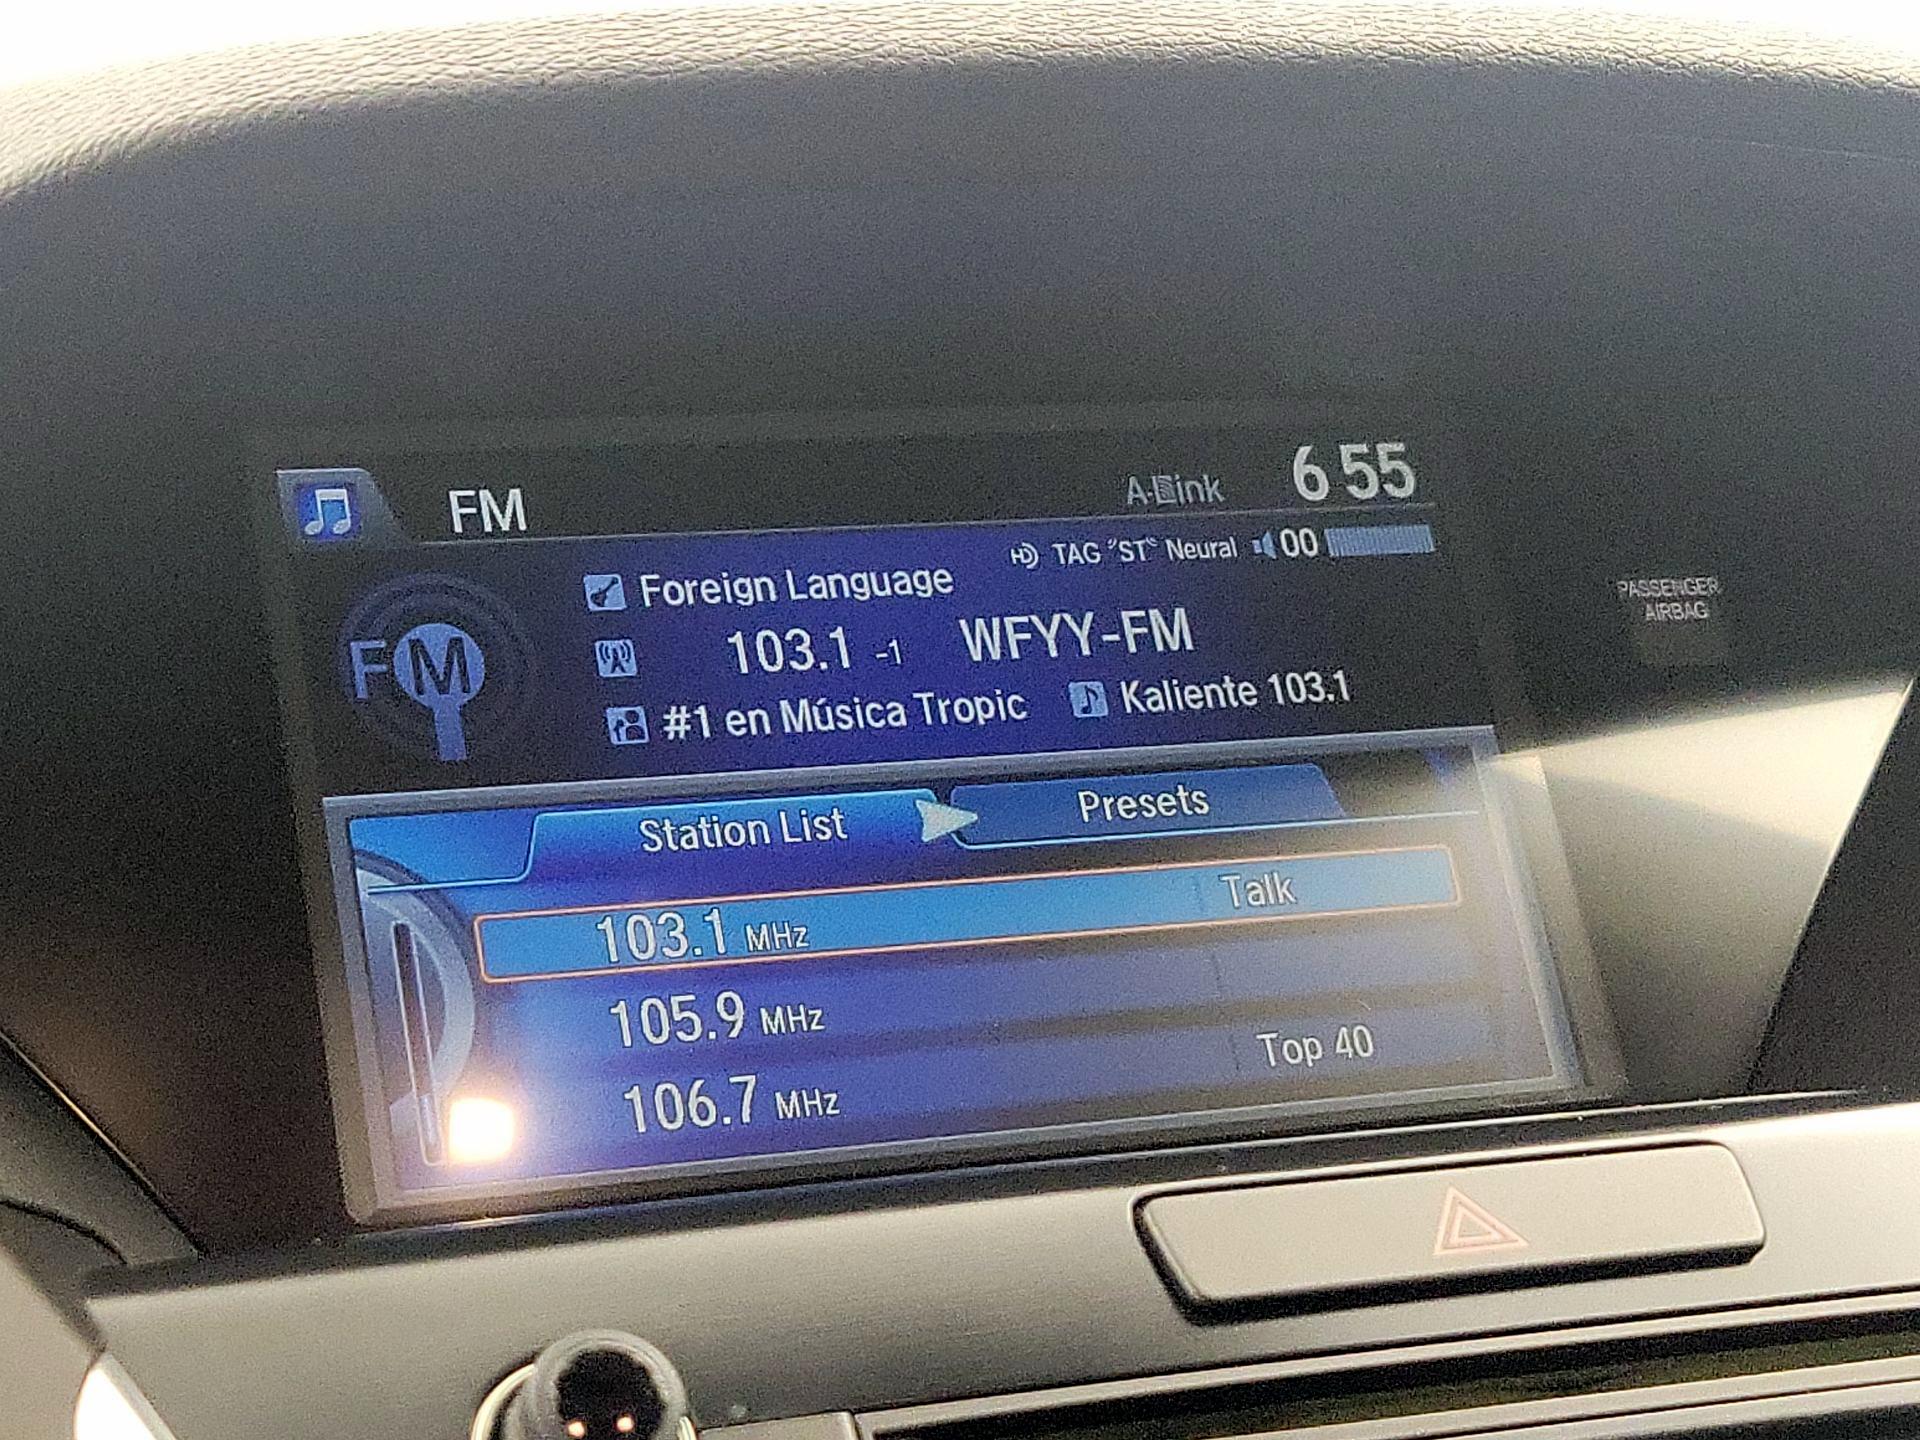 FM A-Link 6:55
HD TAG "ST" Neural 00
Foreign Language
FM
103.1 -1 WFYY-FM
#1 en Música Tropic Kaliente 103.1
PASSENGER
AIRBAG
Station List Presets
103.1 MHz Talk
105.9 MHz
106.7 MHz Top 40